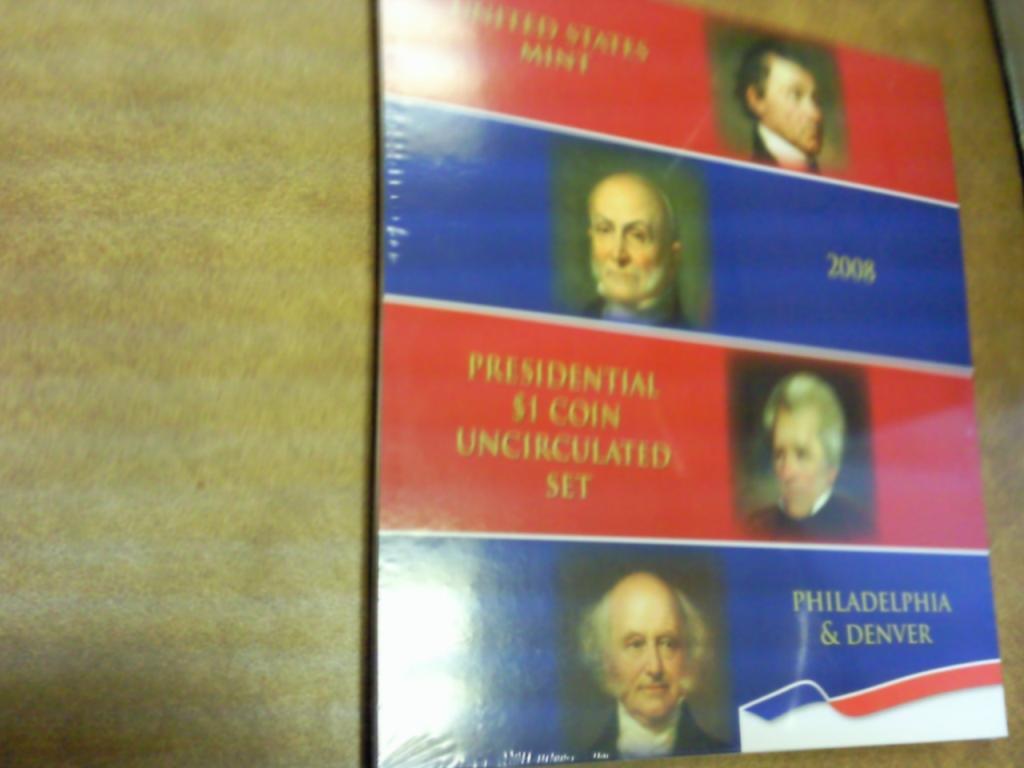 UNITED STATES
MINT
2008
PRESIDENTIAL
$1 COIN
UNCIRCULATED
SET
PHILADELPHIA
& DENVER